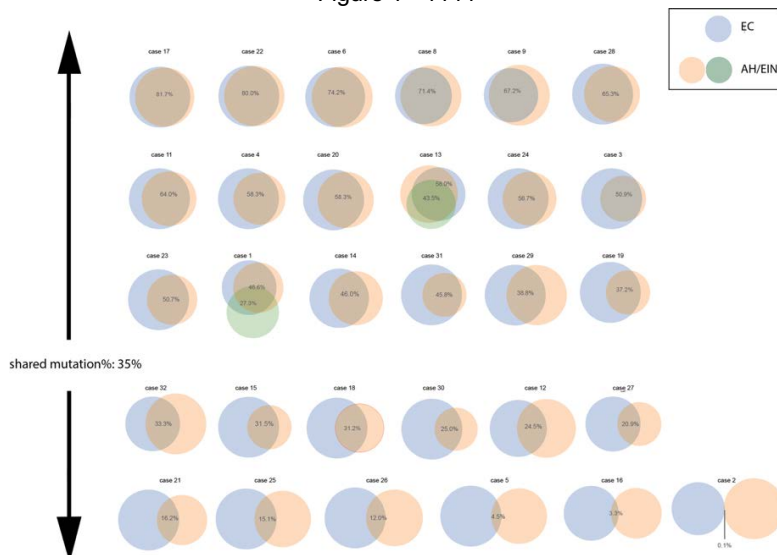 EC
AH/EIN
case 17 case 22 case 6 case 8 case 9 case 28
61.7% 60.0% 74.2% 71.4% 67.2% 65.3%
case 11 case 4 case 20 case 13 case 24 case 3
64.0% 58.3% 58.3% 58.0% 43.5% 56.7% 50.9%
case 23 case 1 case 14 case 31 case 29 case 19
50.7% 46.6% 27.0% 46.0% 45.8% 38.8% 37.2%
shared mutation%: 35%
case 32 case 15 case 18 case 30 case 12 case 27
33.3% 31.5% 31.2% 25.0% 24.5% 20.9%
case 21 case 25 case 26 case 5 case 16 case 2
16.2% 15.1% 12.0% 4.5% 3.3%
0.1%